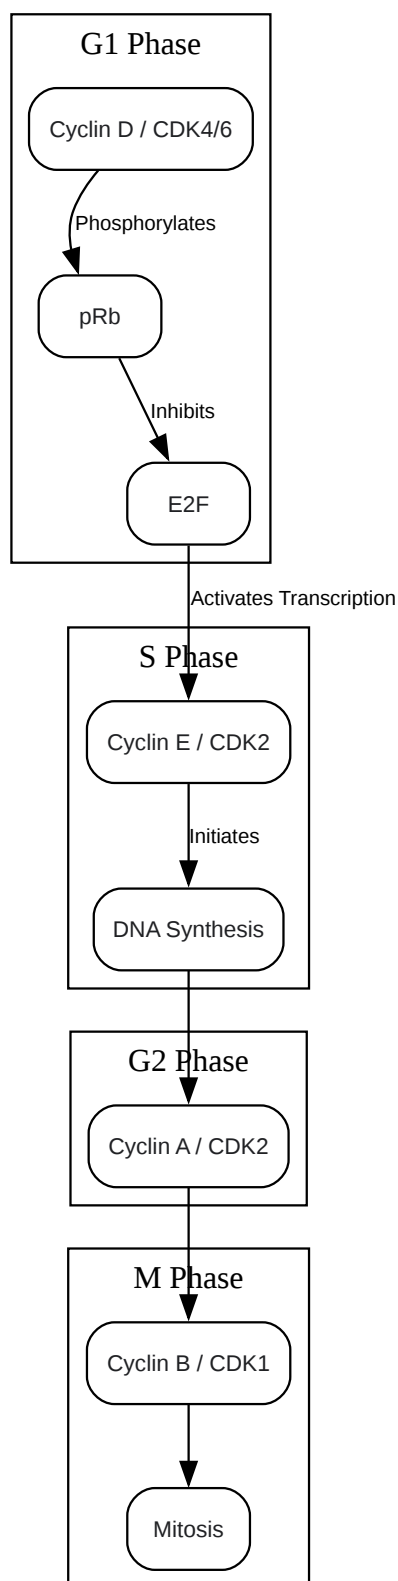 G1 Phase
Cyclin D / CDK4/6
Phosphorylates
pRb
Inhibits
E2F
Activates Transcription
S Phase
Cyclin E / CDK2
Initiates
DNA Synthesis
G2 Phase
Cyclin A / CDK2
M Phase
Cyclin B / CDK1
Mitosis